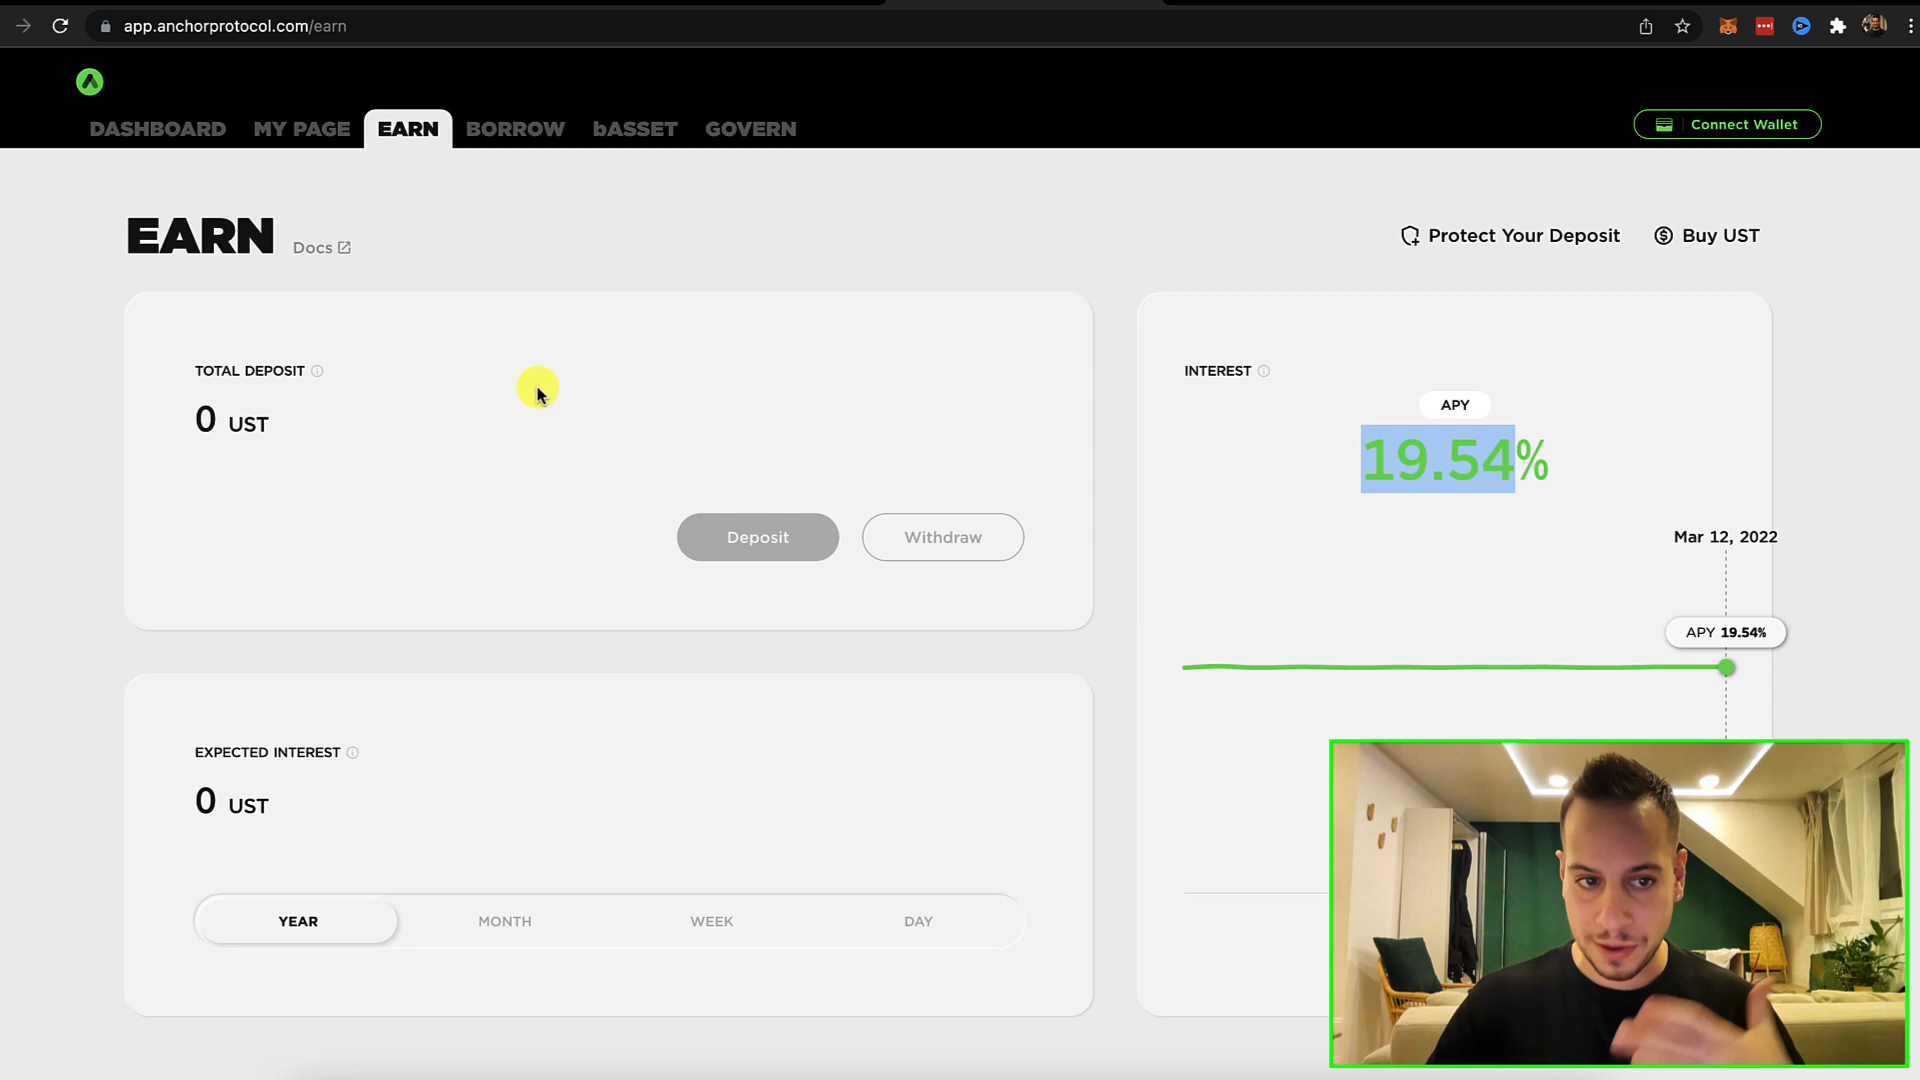 app.anchorprotocol.com/earn
DASHBOARD MY PAGE EARN BORROW bASSET GOVERN
Connect Wallet
EARN Docs
Protect Your Deposit Buy UST
TOTAL DEPOSIT
0 UST
Deposit Withdraw
INTEREST
APY
19.54%
Mar 12, 2022
APY 19.54%
EXPECTED INTEREST
0 UST
YEAR MONTH WEEK DAY